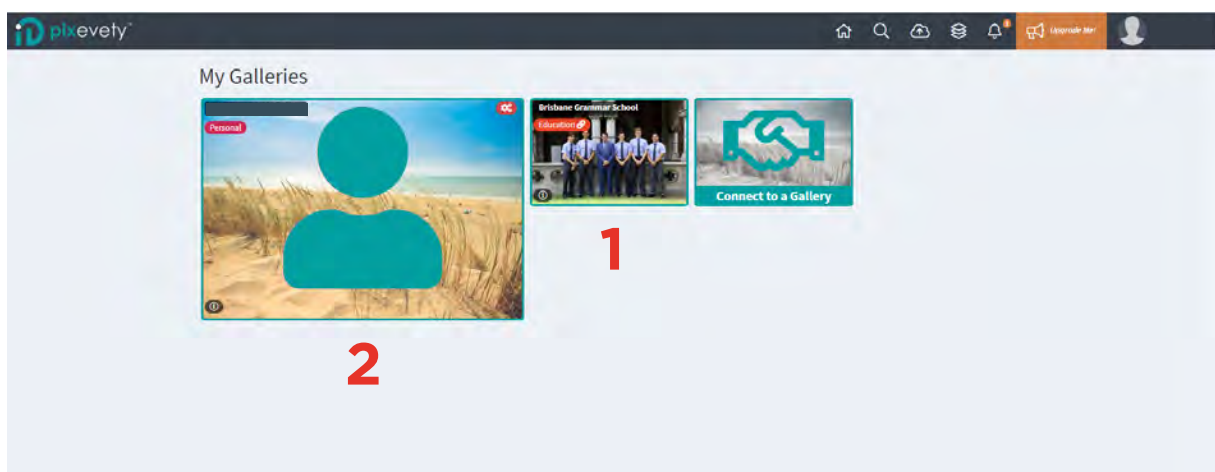 pixevety
Upgrade Me!
My Galleries
Personal
Brisbane Grammar School
Education
Connect to a Gallery
1
2